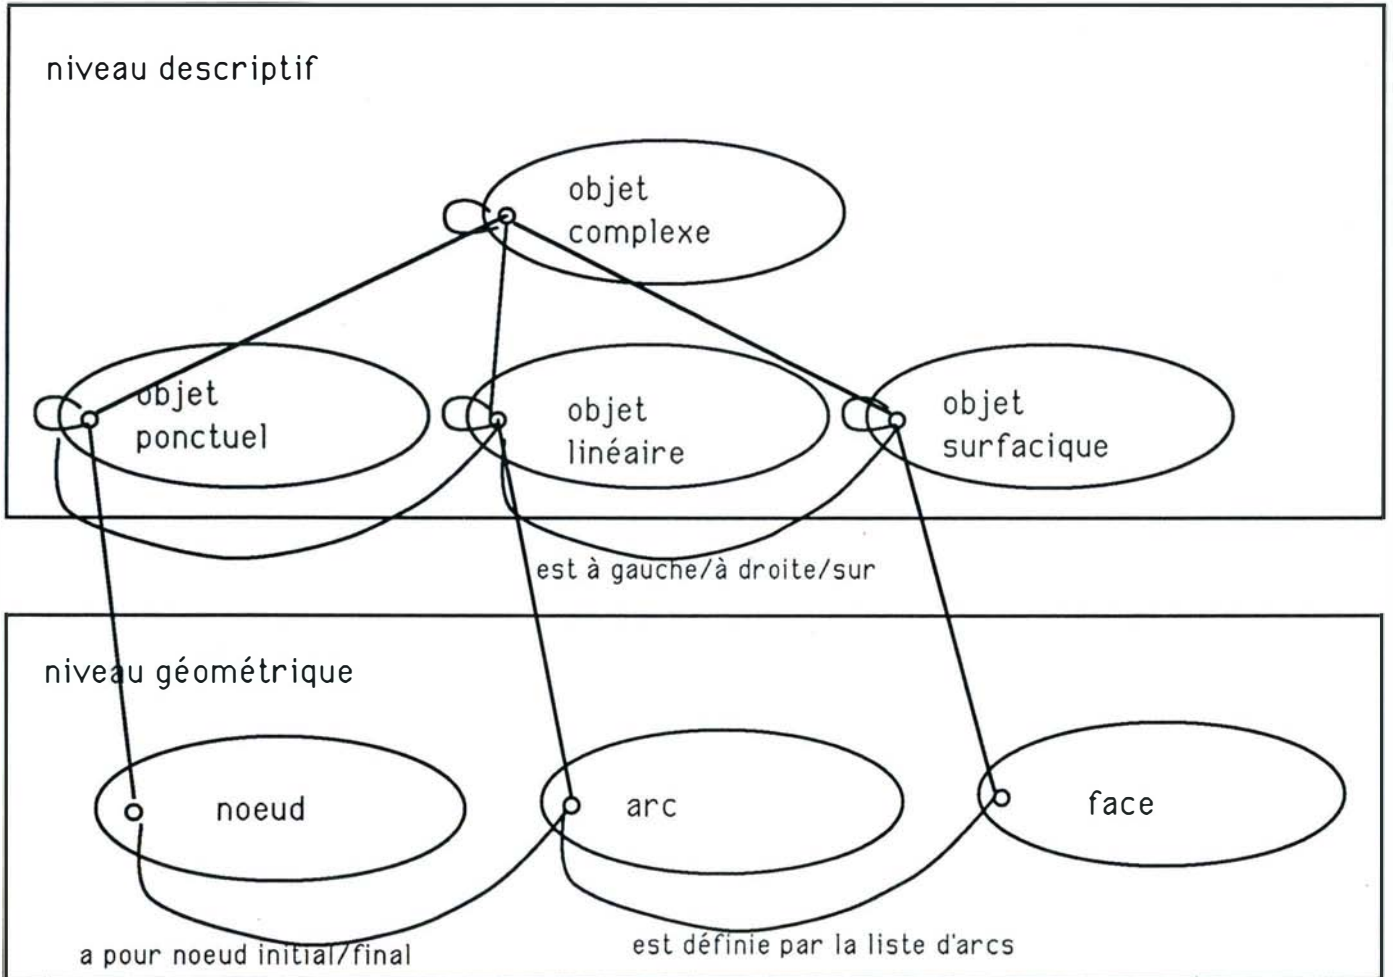 niveau descriptif
objet
complexe
objet
ponctuel
objet
linéaire
objet
surfacique
est à gauche/à droite/sur
niveau géométrique
noeud
arc
face
a pour noeud initial/final
est définie par la liste d'arcs